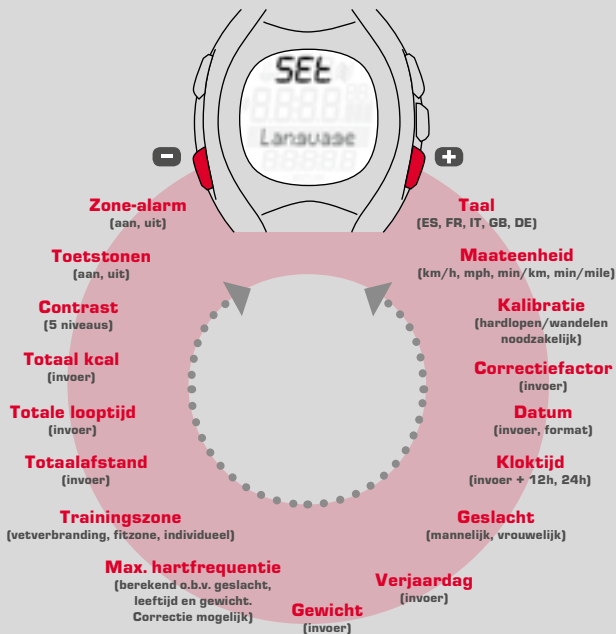 SEt
Language
Taal
(ES, FR, IT, GB, DE)
Maateenheid
(km/h, mph, min/km, min/mile)
Kalibratie
(hardlopen/wandelen
noodzakelijk)
Correctiefactor
(invoer)
Datum
(invoer, format)
Kloktijd
(invoer + 12h, 24h)
Geslacht
(mannelijk, vrouwelijk)
Verjaardag
(invoer)
Gewicht
(invoer)
Max. hartfrequentie
(berekend o.b.v. geslacht,
leeftijd en gewicht.
Correctie mogelijk)
Trainingszone
(vetverbranding, fitzone, individueel)
Totaalafstand
(invoer)
Totale looptijd
(invoer)
Totaal kcal
(invoer)
Contrast
(5 niveaus)
Toetstonen
(aan, uit)
Zone-alarm
(aan, uit)